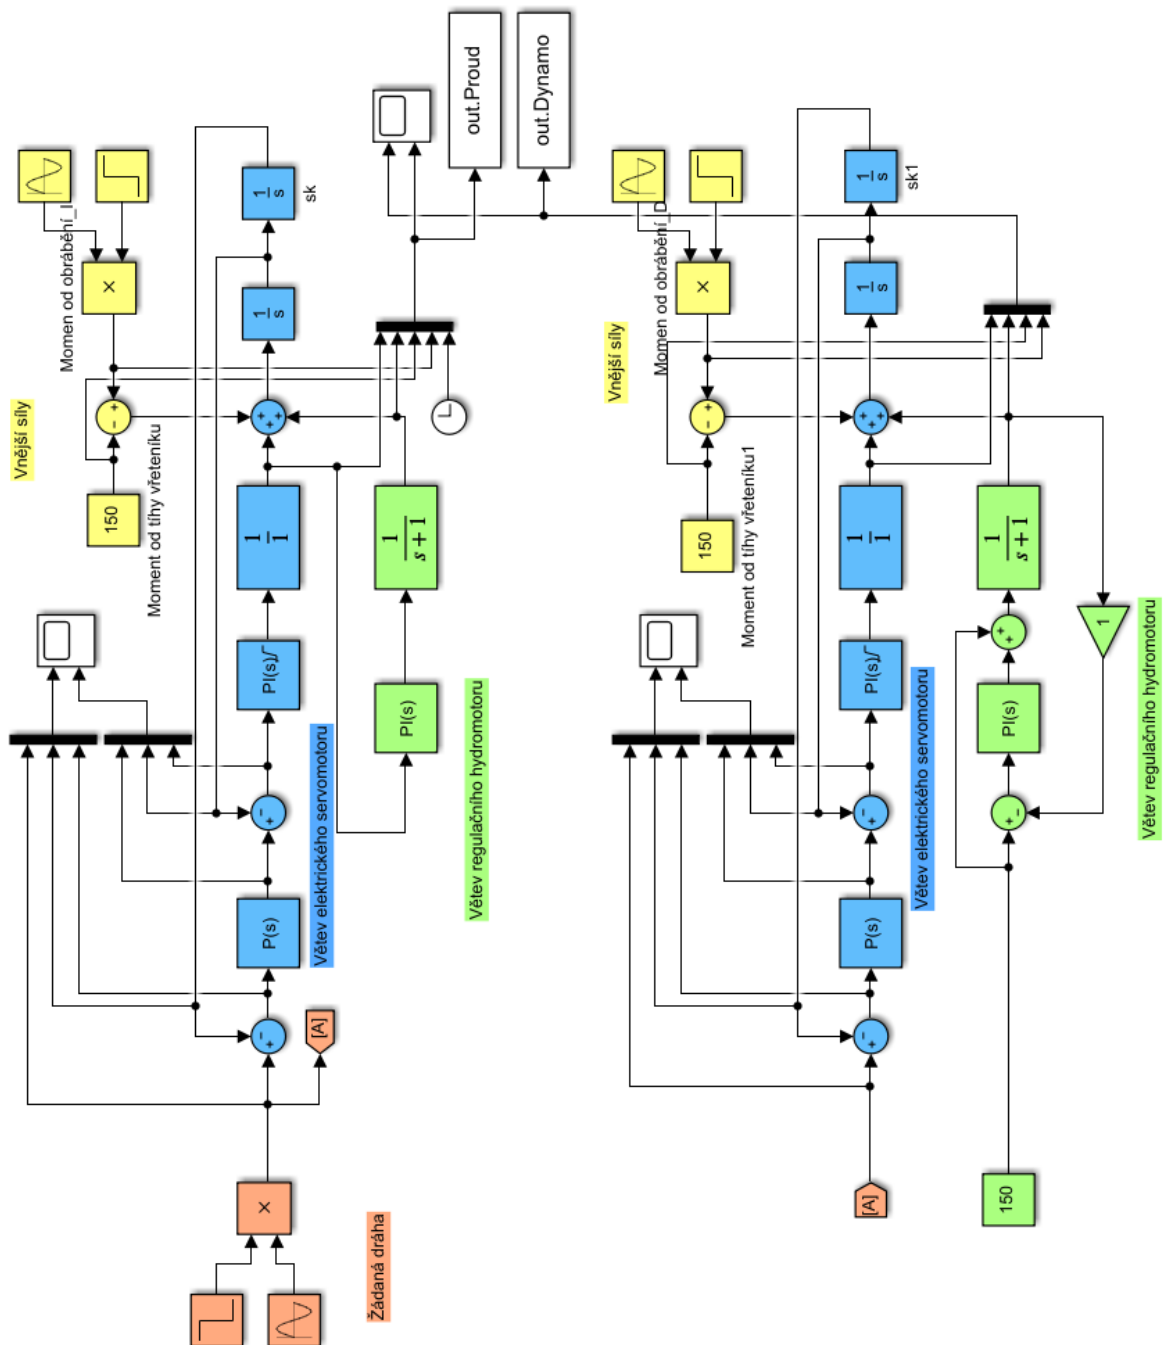 Vnější síly
Momen od obrábění_I
×
+
-
150
Moment od tíhy vřeteníku
Žádaná dráha
×
[A]
+
-
P(s)
+
-
PI(s)
1
1
+
+
+
1
s
1
s
sk
Větev elektrického servomotoru
PI(s)
1
s+1
Větev regulačního hydromotoru
out.Proud
out.Dynamo
Vnější síly
Momen od obrábění_D
×
+
-
150
Moment od tíhy vřeteníku1
[A]
+
-
P(s)
+
-
PI(s)
1
1
+
+
+
1
s
1
s
sk1
Větev elektrického servomotoru
150
+
-
PI(s)
+
+
1
s+1
1
Větev regulačního hydromotoru